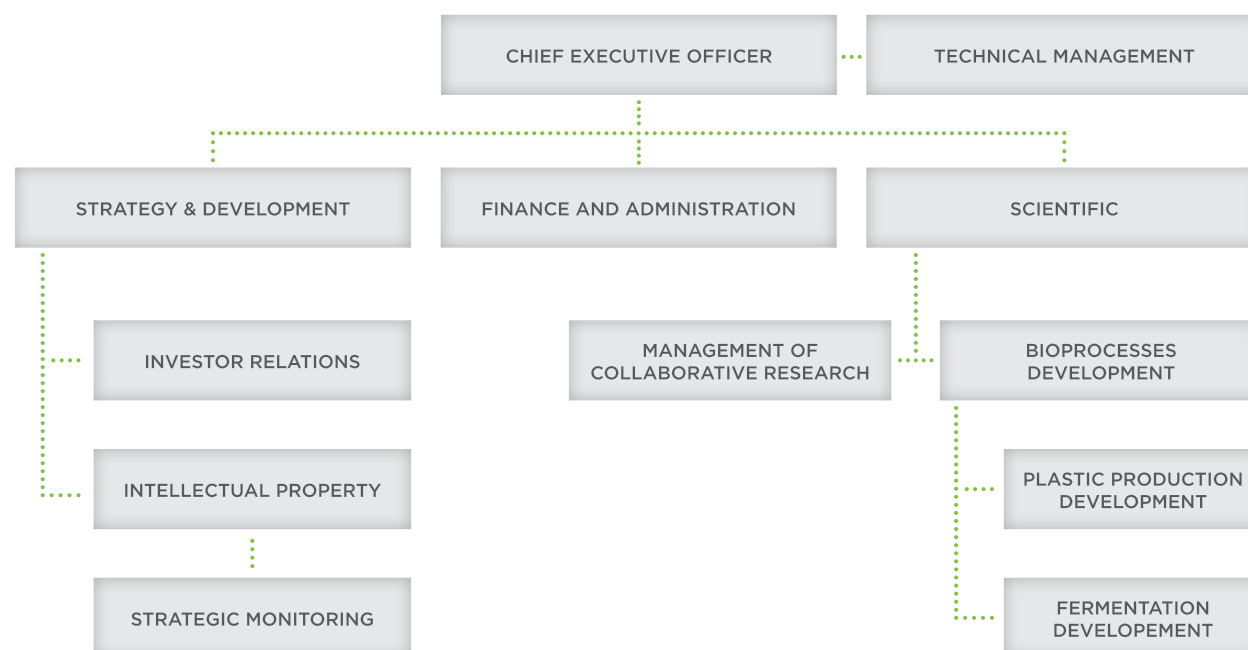 CHIEF EXECUTIVE OFFICER
TECHNICAL MANAGEMENT
STRATEGY & DEVELOPMENT
FINANCE AND ADMINISTRATION
SCIENTIFIC
INVESTOR RELATIONS
MANAGEMENT OF
COLLABORATIVE RESEARCH
BIOPROCESSES
DEVELOPMENT
INTELLECTUAL PROPERTY
PLASTIC PRODUCTION
DEVELOPMENT
STRATEGIC MONITORING
FERMENTATION
DEVELOPEMENT